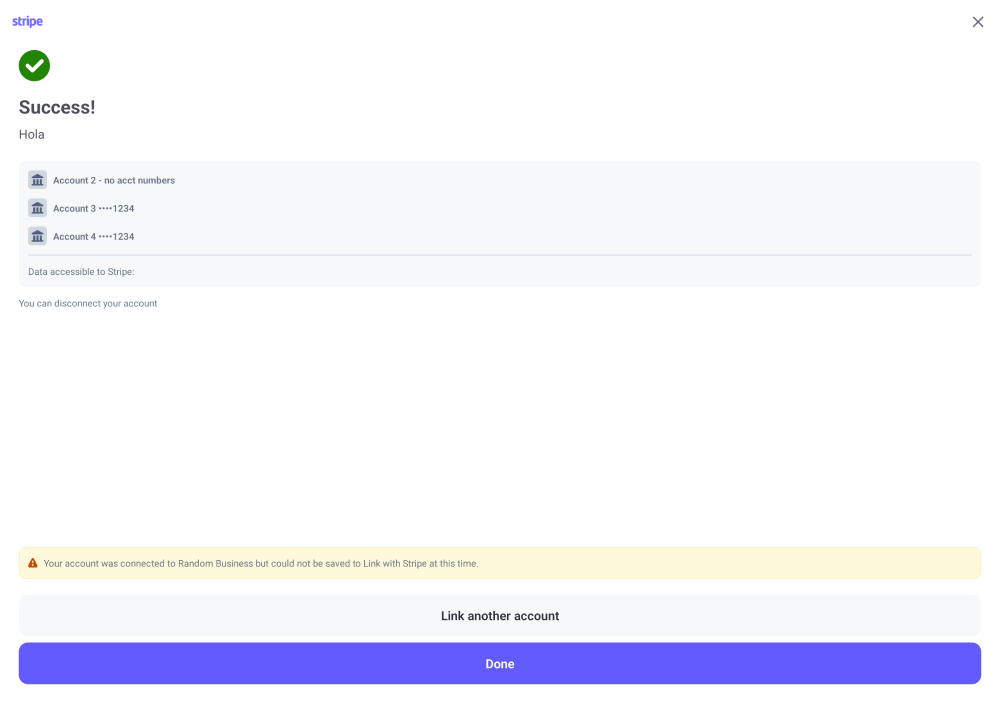 stripe
Success!
Hola
Account 2 - no acct numbers
Account 3 ••••1234
Account 4 ••••1234
Data accessible to Stripe:
You can disconnect your account
Your account was connected to Random Business but could not be saved to Link with Stripe at this time.
Link another account
Done